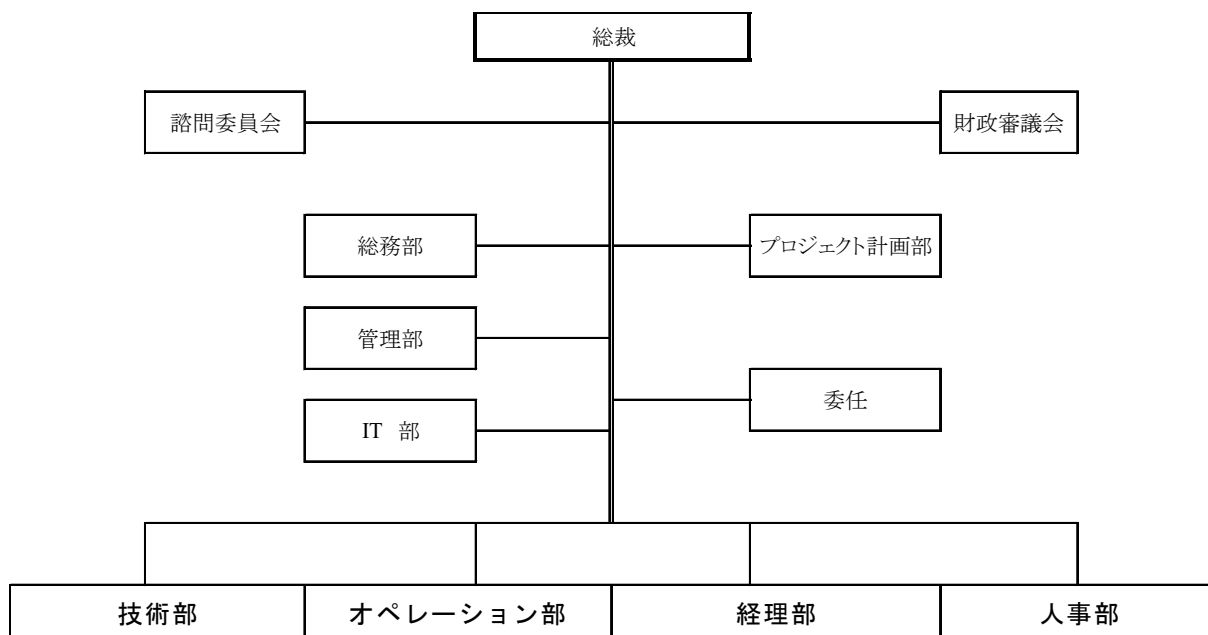 総裁
諮問委員会
財政審議会
総務部
プロジェクト計画部
管理部
委任
IT 部
技術部
オペレーション部
経理部
人事部